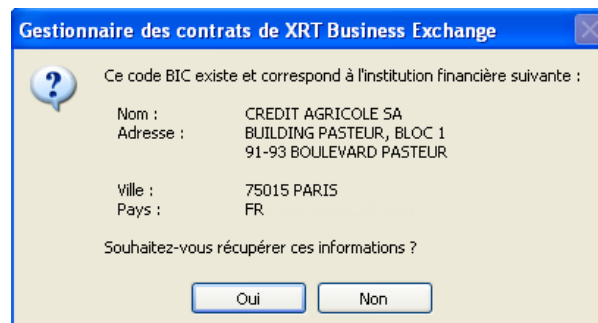 Gestionnaire des contrats de XRT Business Exchange
Ce code BIC existe et correspond à l'institution financière suivante :
Nom : CREDIT AGRICOLE SA
Adresse : BUILDING PASTEUR, BLOC 1
91-93 BOULEVARD PASTEUR
Ville : 75015 PARIS
Pays : FR
Souhaitez-vous récupérer ces informations ?
Oui Non